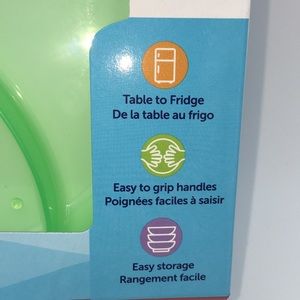 Table to Fridge
De la table au frigo
Easy to grip handles
Poignées faciles à saisir
Easy storage
Rangement facile